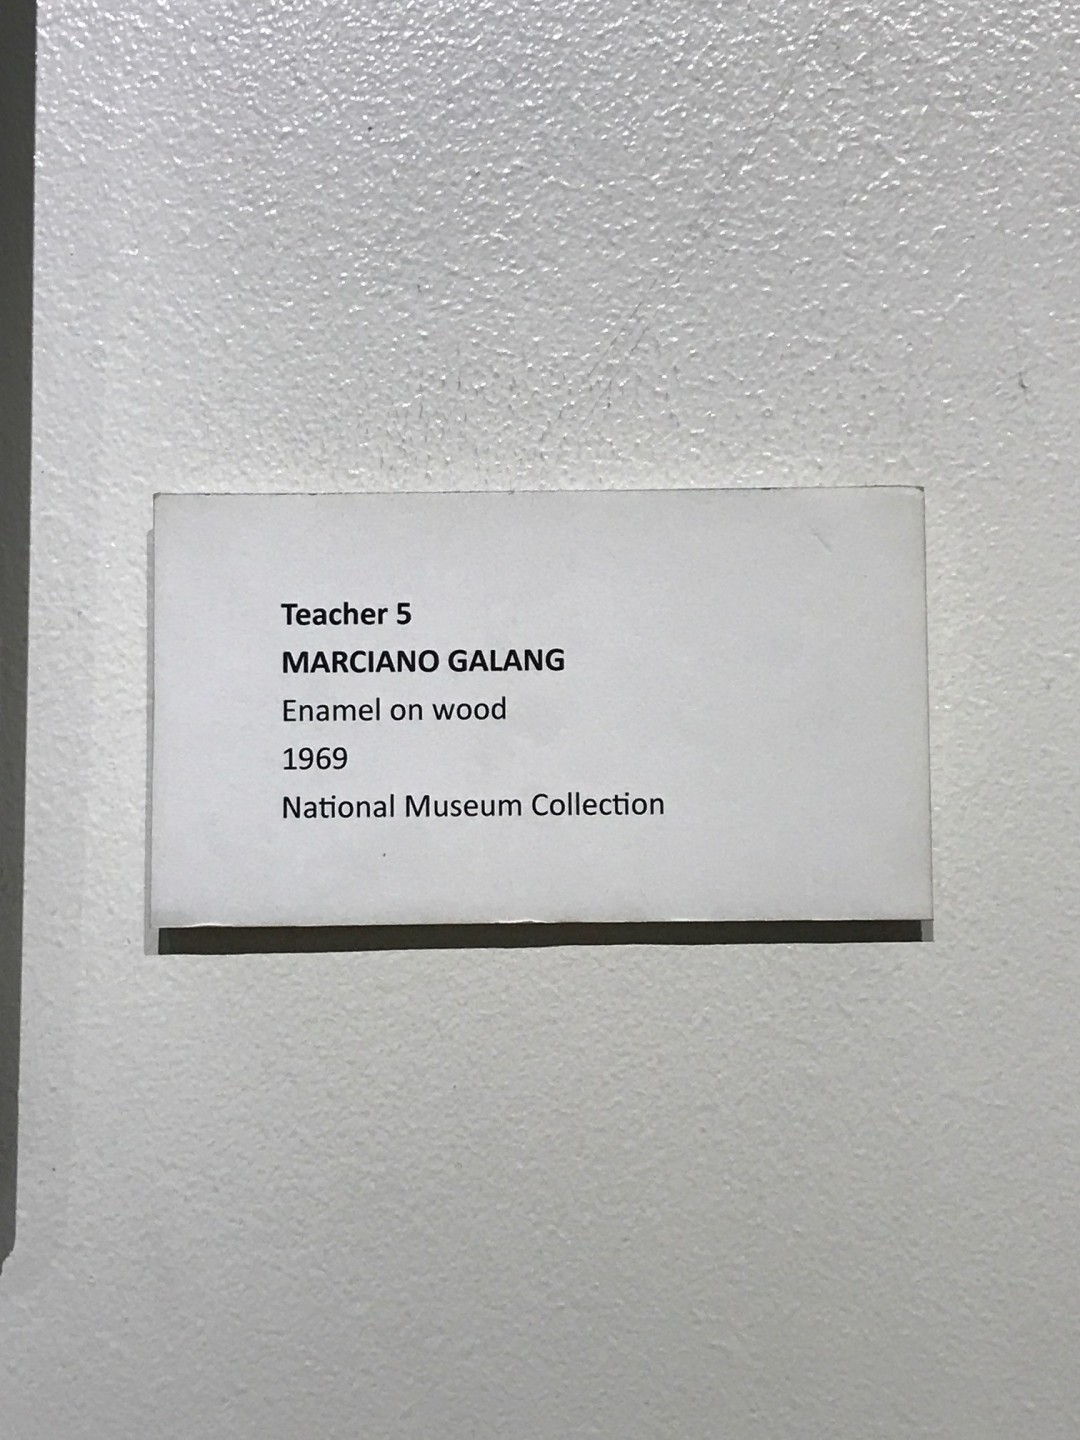 Teacher 5
MARCIANO GALANG
Enamel on wood
1969
National Museum Collection